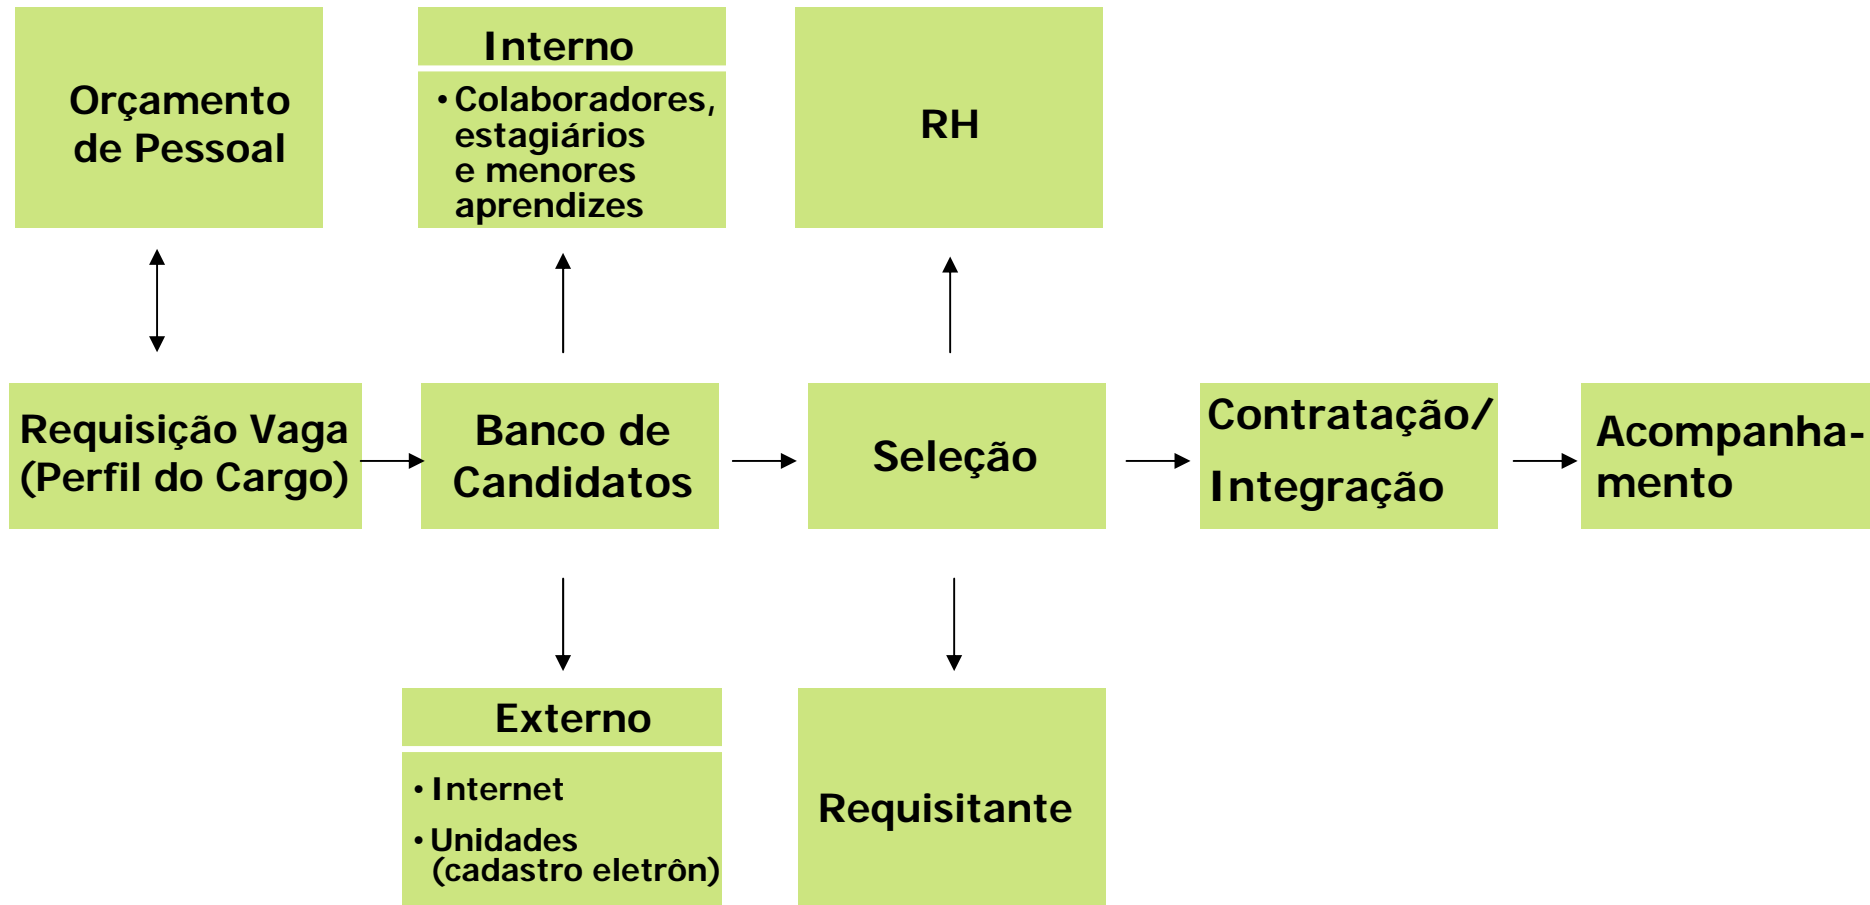 Orçamento
de Pessoal
Interno
• Colaboradores,
estagiários
e menores
aprendizes
RH
Requisição Vaga
(Perfil do Cargo)
Banco de
Candidatos
Seleção
Contratação/
Integração
Acompanha-
mento
Externo
• Internet
• Unidades
(cadastro eletrôn)
Requisitante